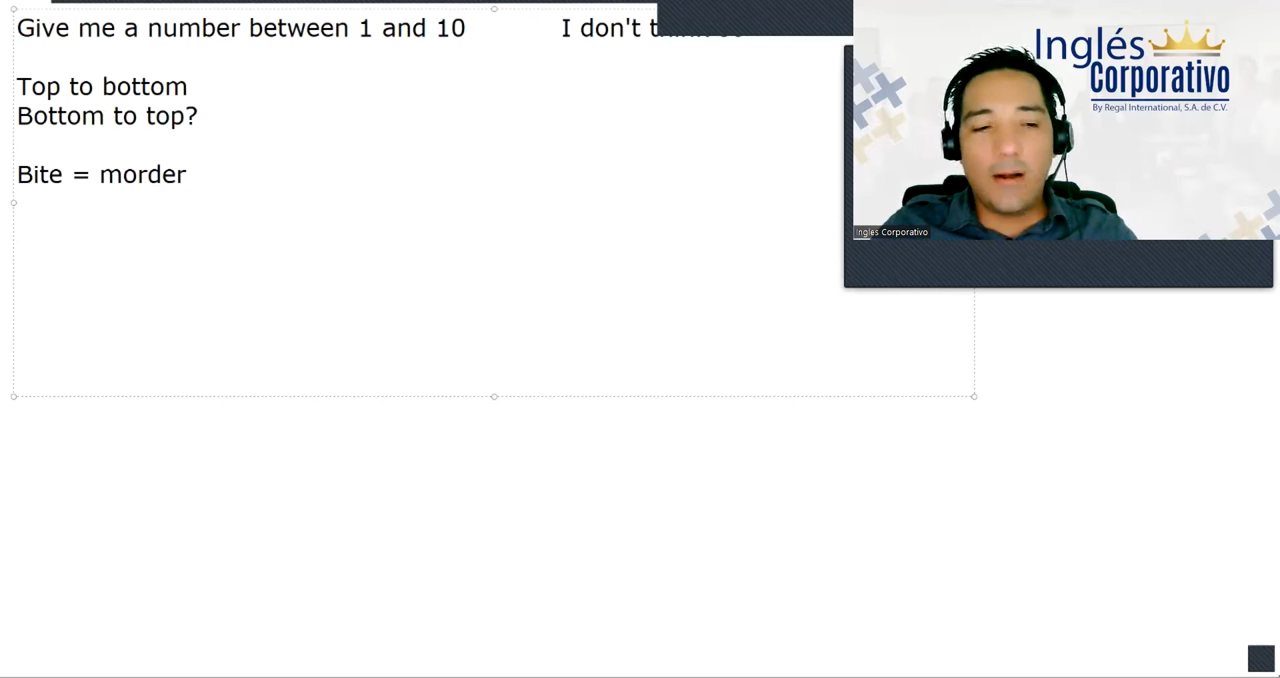 Give me a number between 1 and 10 I don't
Top to bottom
Bottom to top?
Bite = morder
Inglés
Corporativo
By Regal International, S.A. de C.V.
Inglés Corporativo